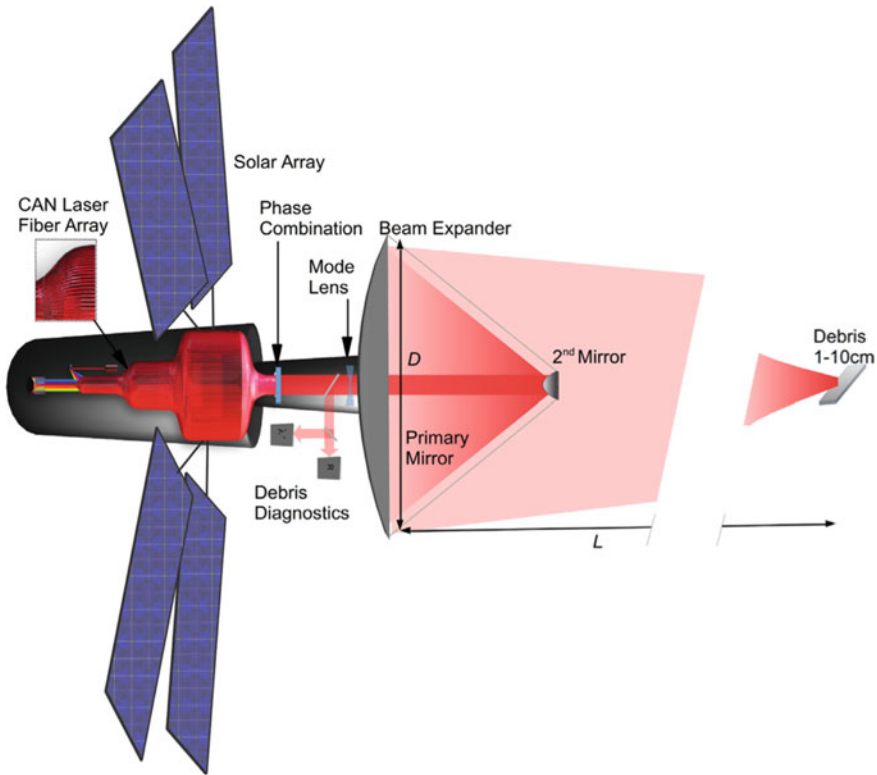 Solar Array
CAN Laser
Fiber Array
Phase
Combination
Beam Expander
Mode
Lens
D
2nd Mirror
Debris
1-10cm
Primary
Mirror
Debris
Diagnostics
L